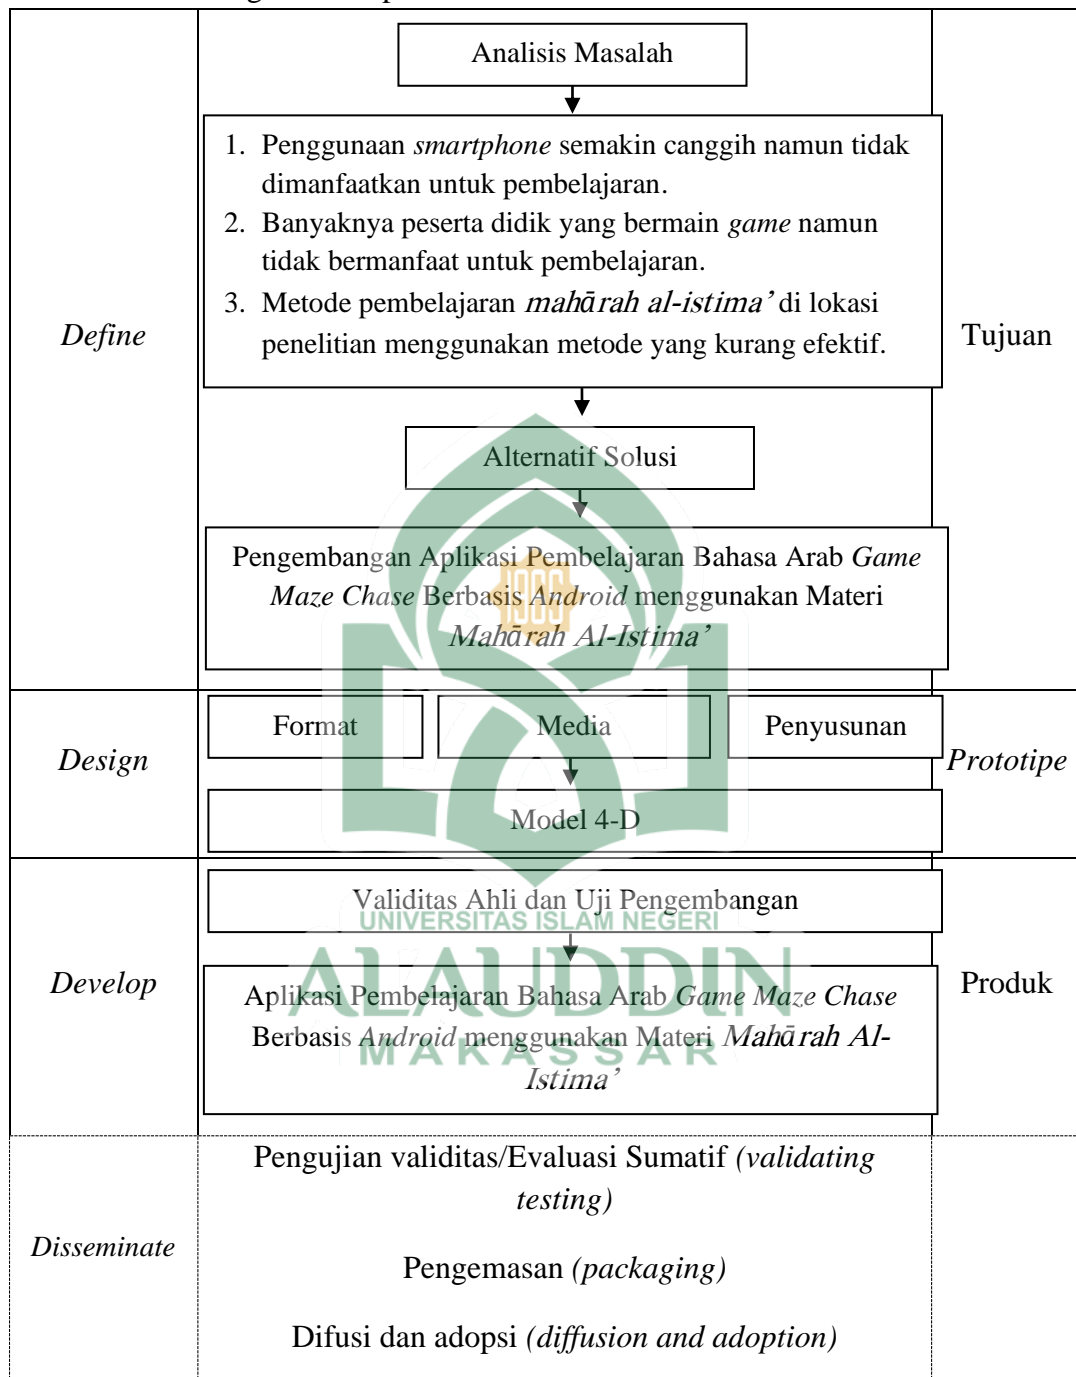 Analisis Masalah
1. Penggunaan smartphone semakin canggih namun tidak
dimanfaatkan untuk pembelajaran.
2. Banyaknya peserta didik yang bermain game namun
tidak bermanfaat untuk pembelajaran.
3. Metode pembelajaran mahārah al-istima’ di lokasi
penelitian menggunakan metode yang kurang efektif.
Define
Tujuan
Alternatif Solusi
Pengembangan Aplikasi Pembelajaran Bahasa Arab Game
Maze Chase Berbasis Android menggunakan Materi
Mahārah Al-Istima’
1965
Format
Media
Penyusunan
Design
Prototipe
Model 4-D
Validitas Ahli dan Uji Pengembangan
UNIVERSITAS ISLAM NEGERI
ALAUDDIN
Develop
Produk
Aplikasi Pembelajaran Bahasa Arab Game Maze Chase
Berbasis Android menggunakan Materi Mahārah Al-
Istima’
MAKASSAR
Pengujian validitas/Evaluasi Sumatif (validating
testing)
Disseminate
Pengemasan (packaging)
Difusi dan adopsi (diffusion and adoption)